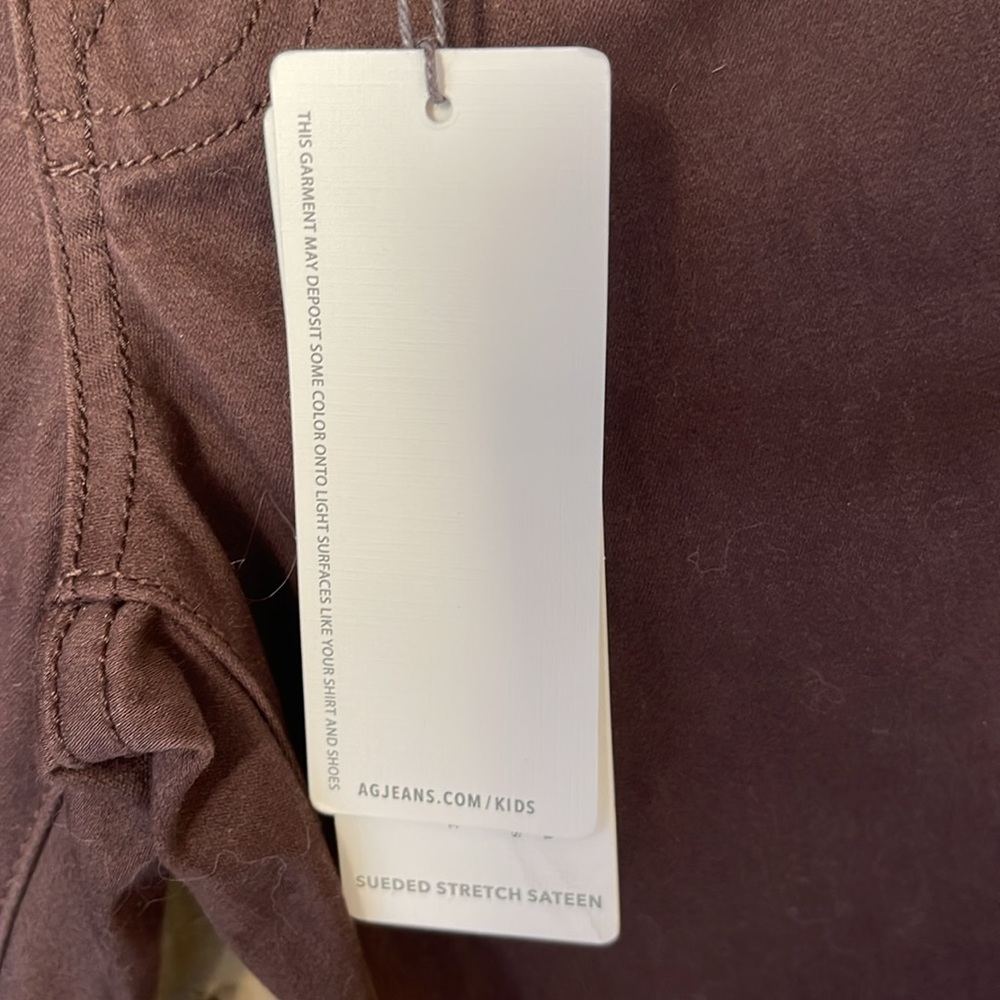 THIS GARMENT MAY DEPOSIT SOME COLOR ONTO LIGHT SURFACES LIKE YOUR SHIRT AND SHOES
AGJEANS.COM/KIDS
SUEDED STRETCH SATEEN